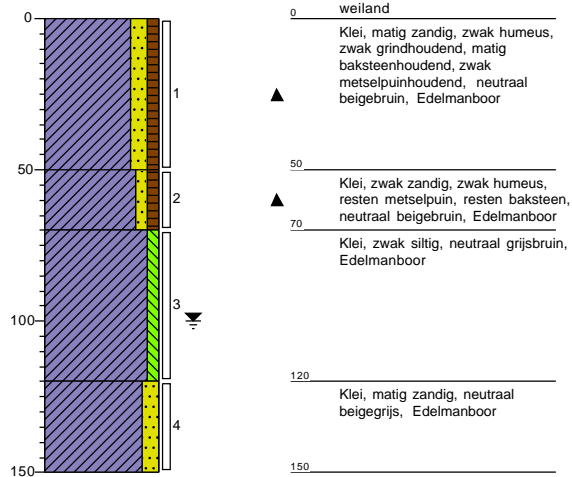 0
50
100
150
1
2
3
4
0
weiland
Klei, matig zandig, zwak humeus,
zwak grindhoudend, matig
baksteenhoudend, zwak
metselpuinhoudend, neutraal
beigebruin, Edelmanboor
50
Klei, zwak zandig, zwak humeus,
resten metselpuin, resten baksteen,
neutraal beigebruin, Edelmanboor
70
Klei, zwak siltig, neutraal grijsbruin,
Edelmanboor
120
Klei, matig zandig, neutraal
beigegrijs, Edelmanboor
150